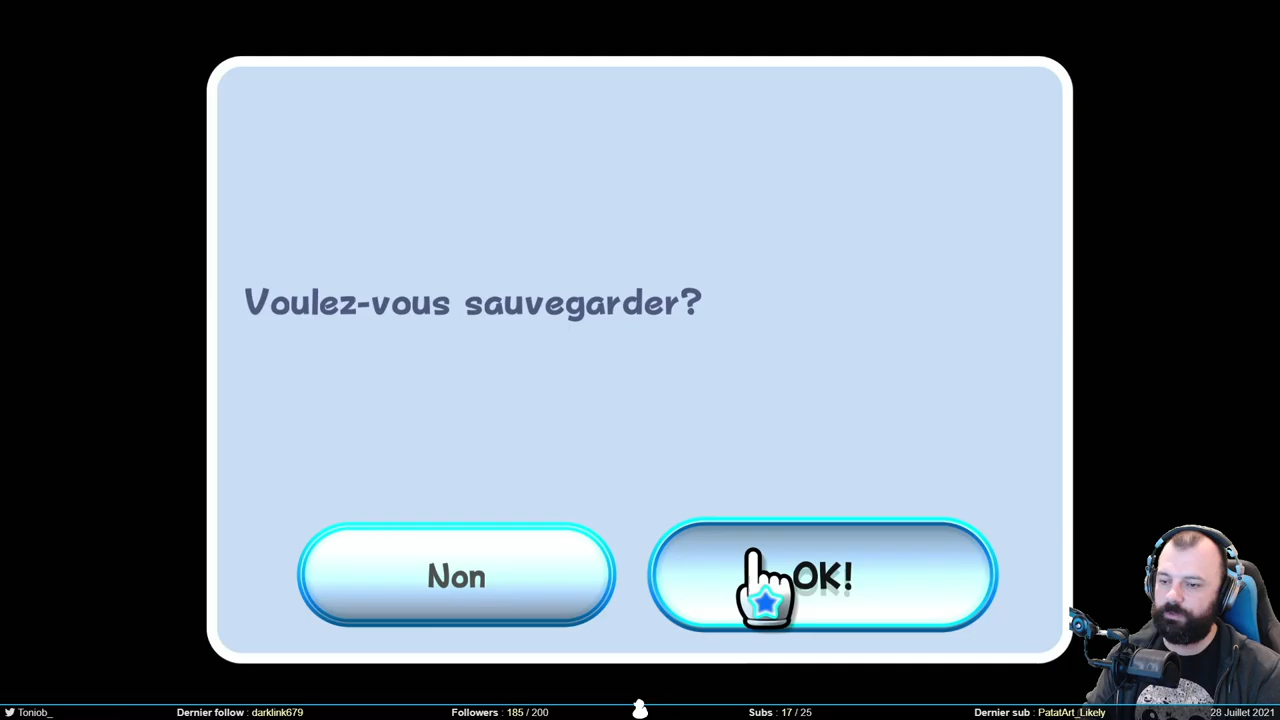 Voulez-vous sauvegarder?
Non
OK!
Toniob_ Dernier follow : darklink679 Followers : 185 / 200 Subs : 17 / 25 Dernier sub : PatatArt_Likely 28 Juillet 2021